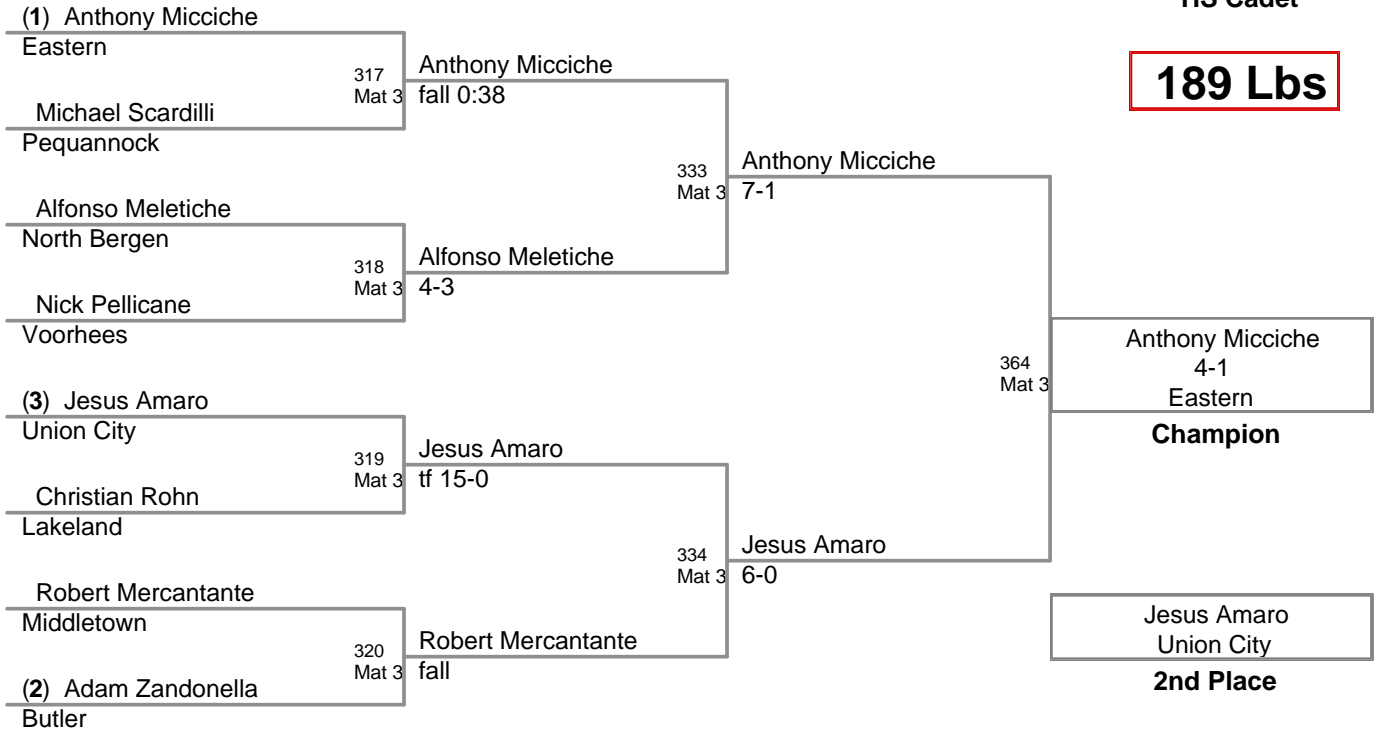 HS Cadet
189 Lbs
(1) Anthony Micciche
Eastern
317
Mat 3
Anthony Micciche
fall 0:38
Michael Scardilli
Pequannock
333
Mat 3
Anthony Micciche
7-1
Alfonso Meletiche
North Bergen
318
Mat 3
Alfonso Meletiche
4-3
Nick Pellicane
Voorhees
364
Mat 3
Anthony Micciche
4-1
Eastern
Champion
(3) Jesus Amaro
Union City
319
Mat 3
Jesus Amaro
tf 15-0
Christian Rohn
Lakeland
334
Mat 3
Jesus Amaro
6-0
Robert Mercantante
Middletown
320
Mat 3
Robert Mercantante
fall
(2) Adam Zandonella
Butler
Jesus Amaro
Union City
2nd Place